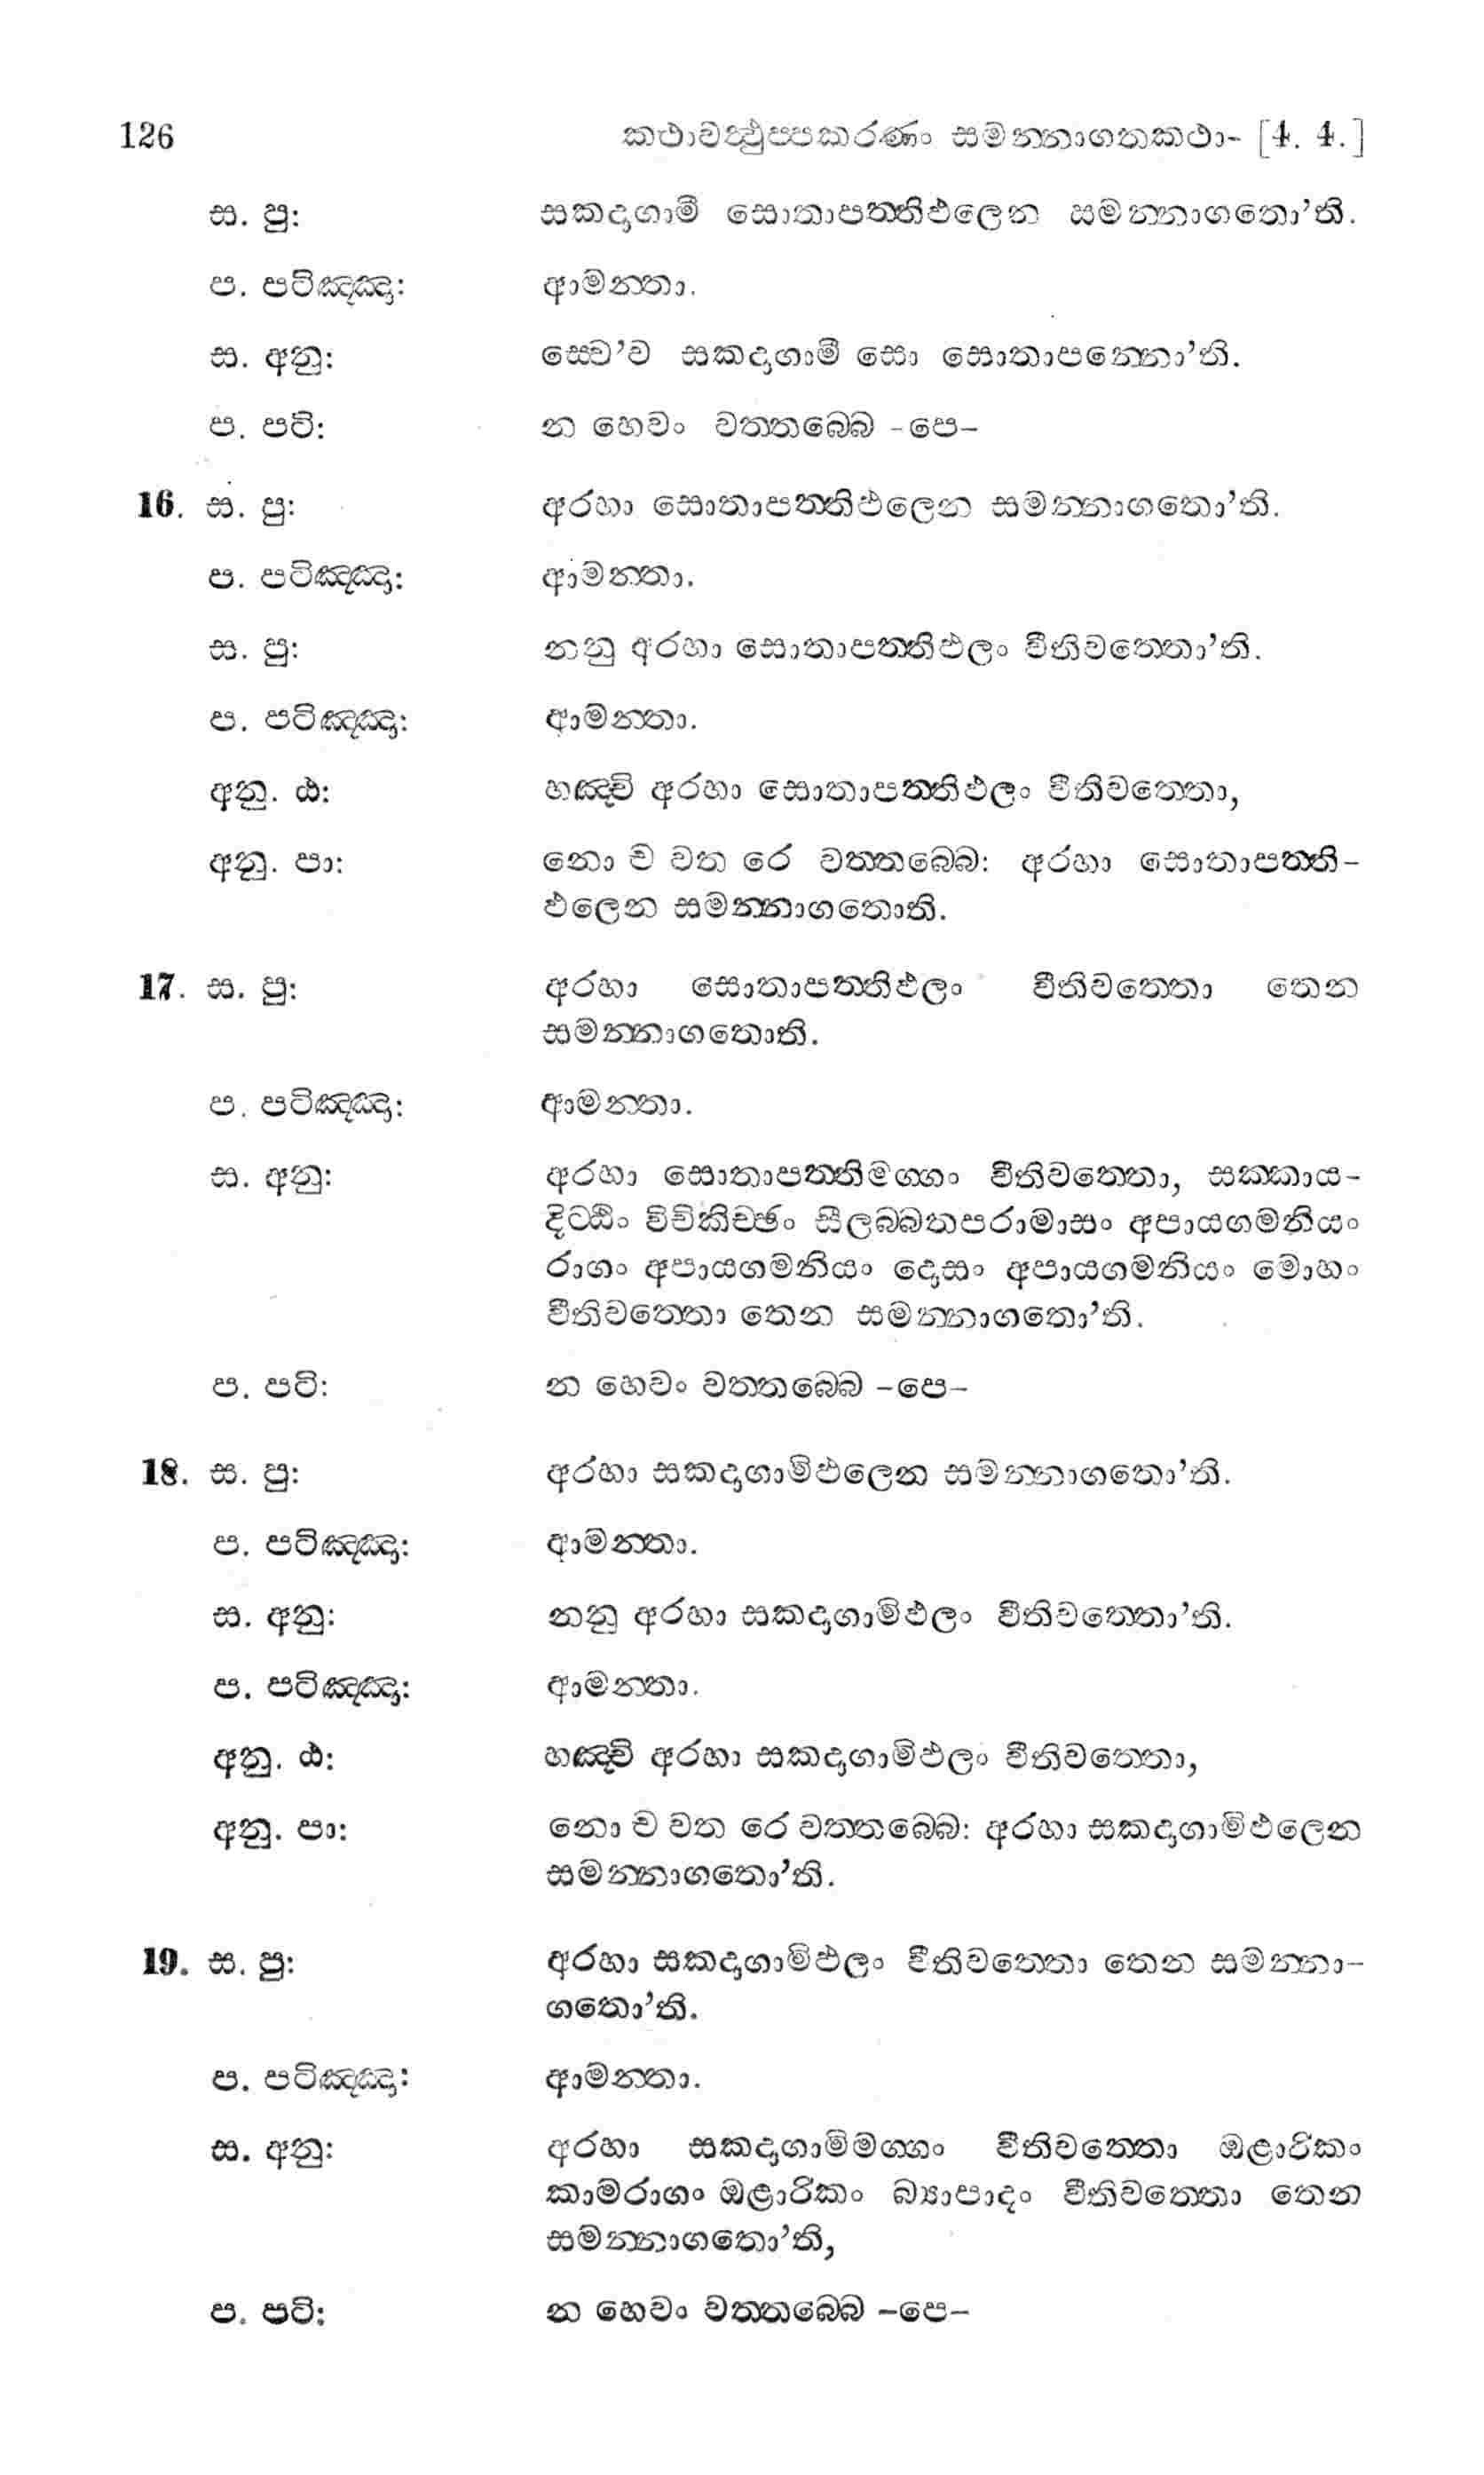 126 කථාවත්‍ථුප්‍පකරණං සමන්‍නාගතකථා- [4. 4.]
ස. පු: සකදාගාමී සොතාපත්‍තිඵලෙන සමන්‍නාගතො’ති.
ප. පටිඤ්ඤා: ආමන්‍තා.
ස. අනු: ස්‍වෙ’ව සකදාගාමී සො සොතාපන්‍නො’ති.
ප. පටි: න හෙවං වත්‍තබ්බෙ -පෙ-
16. ස. පු: අරහා සොතාපත්‍තිඵලෙන සමන්‍නාගතො’ති.
ප. පටිඤ්ඤා: ආමන්‍තා.
ස. පු: නනු අරහා සොතාපත්‍තිඵලං වීතිවත්‍තො’ති.
ප. පටිඤ්ඤා: ආමන්‍තා.
අනු. ඨ: හඤ්චි අරහා සොතාපත්‍තිඵලං වීතිවත්‍තො,
අනු. පා: නො ච වත රෙ වත්‍තබ්බෙ: අරහා සොතාපත්‍ති-
ඵලෙන සමන්‍නාගතොති.
17. ස. පු: අරහා සොතාපත්‍තිඵලං වීතිවත්‍තො තෙන
සමන්‍නාගතොති.
ප. පටිඤ්ඤා: ආමන්‍තා.
ස. අනු: අරහා සොතාපත්‍තිමග්‍ගං වීතිවත්‍තො, සක්‍කාය-
දිට්ඨිං විචිකිච්ඡං සීලබ්බතපරාමාසං අපායගමනීයං
රාගං අපායගමනීයං දොසං අපායගමනීයං මොහං
වීතිවත්‍තො තෙන සමන්‍නාගතො’ති.
ප. පටි: න හෙවං වත්‍තබ්බෙ -පෙ-
18. ස. පු: අරහා සකදාගාමිඵලෙන සමන්‍නාගතො’ති.
ප. පටිඤ්ඤා: ආමන්‍තා.
ස. අනු: නනු අරහා සකදාගාමිඵලං වීතිවත්‍තො’ති.
ප. පටිඤ්ඤා: ආමන්‍තා.
අනු. ඨ: හඤ්චි අරහා සකදාගාමිඵලං වීතිවත්‍තො,
අනු. පා: නො ච වත රෙ වත්‍තබ්බෙ: අරහා සකදාගාමිඵලෙන
සමන්‍නාගතො’ති.
19. ස. පු: අරහා සකදාගාමිඵලං වීතිවත්‍තො තෙන සමන්‍නා-
ගතො’ති.
ප. පටිඤ්ඤා: ආමන්‍තා.
ස. අනු: අරහා සකදාගාමිමග්‍ගං වීතිවත්‍තො ඔළාරිකං
කාමරාගං ඔළාරිකං බ්‍යාපාදං වීතිවත්‍තො තෙන
සමන්‍නාගතො’ති,
ප. පටි: න හෙවං වත්‍තබ්බෙ -පෙ-